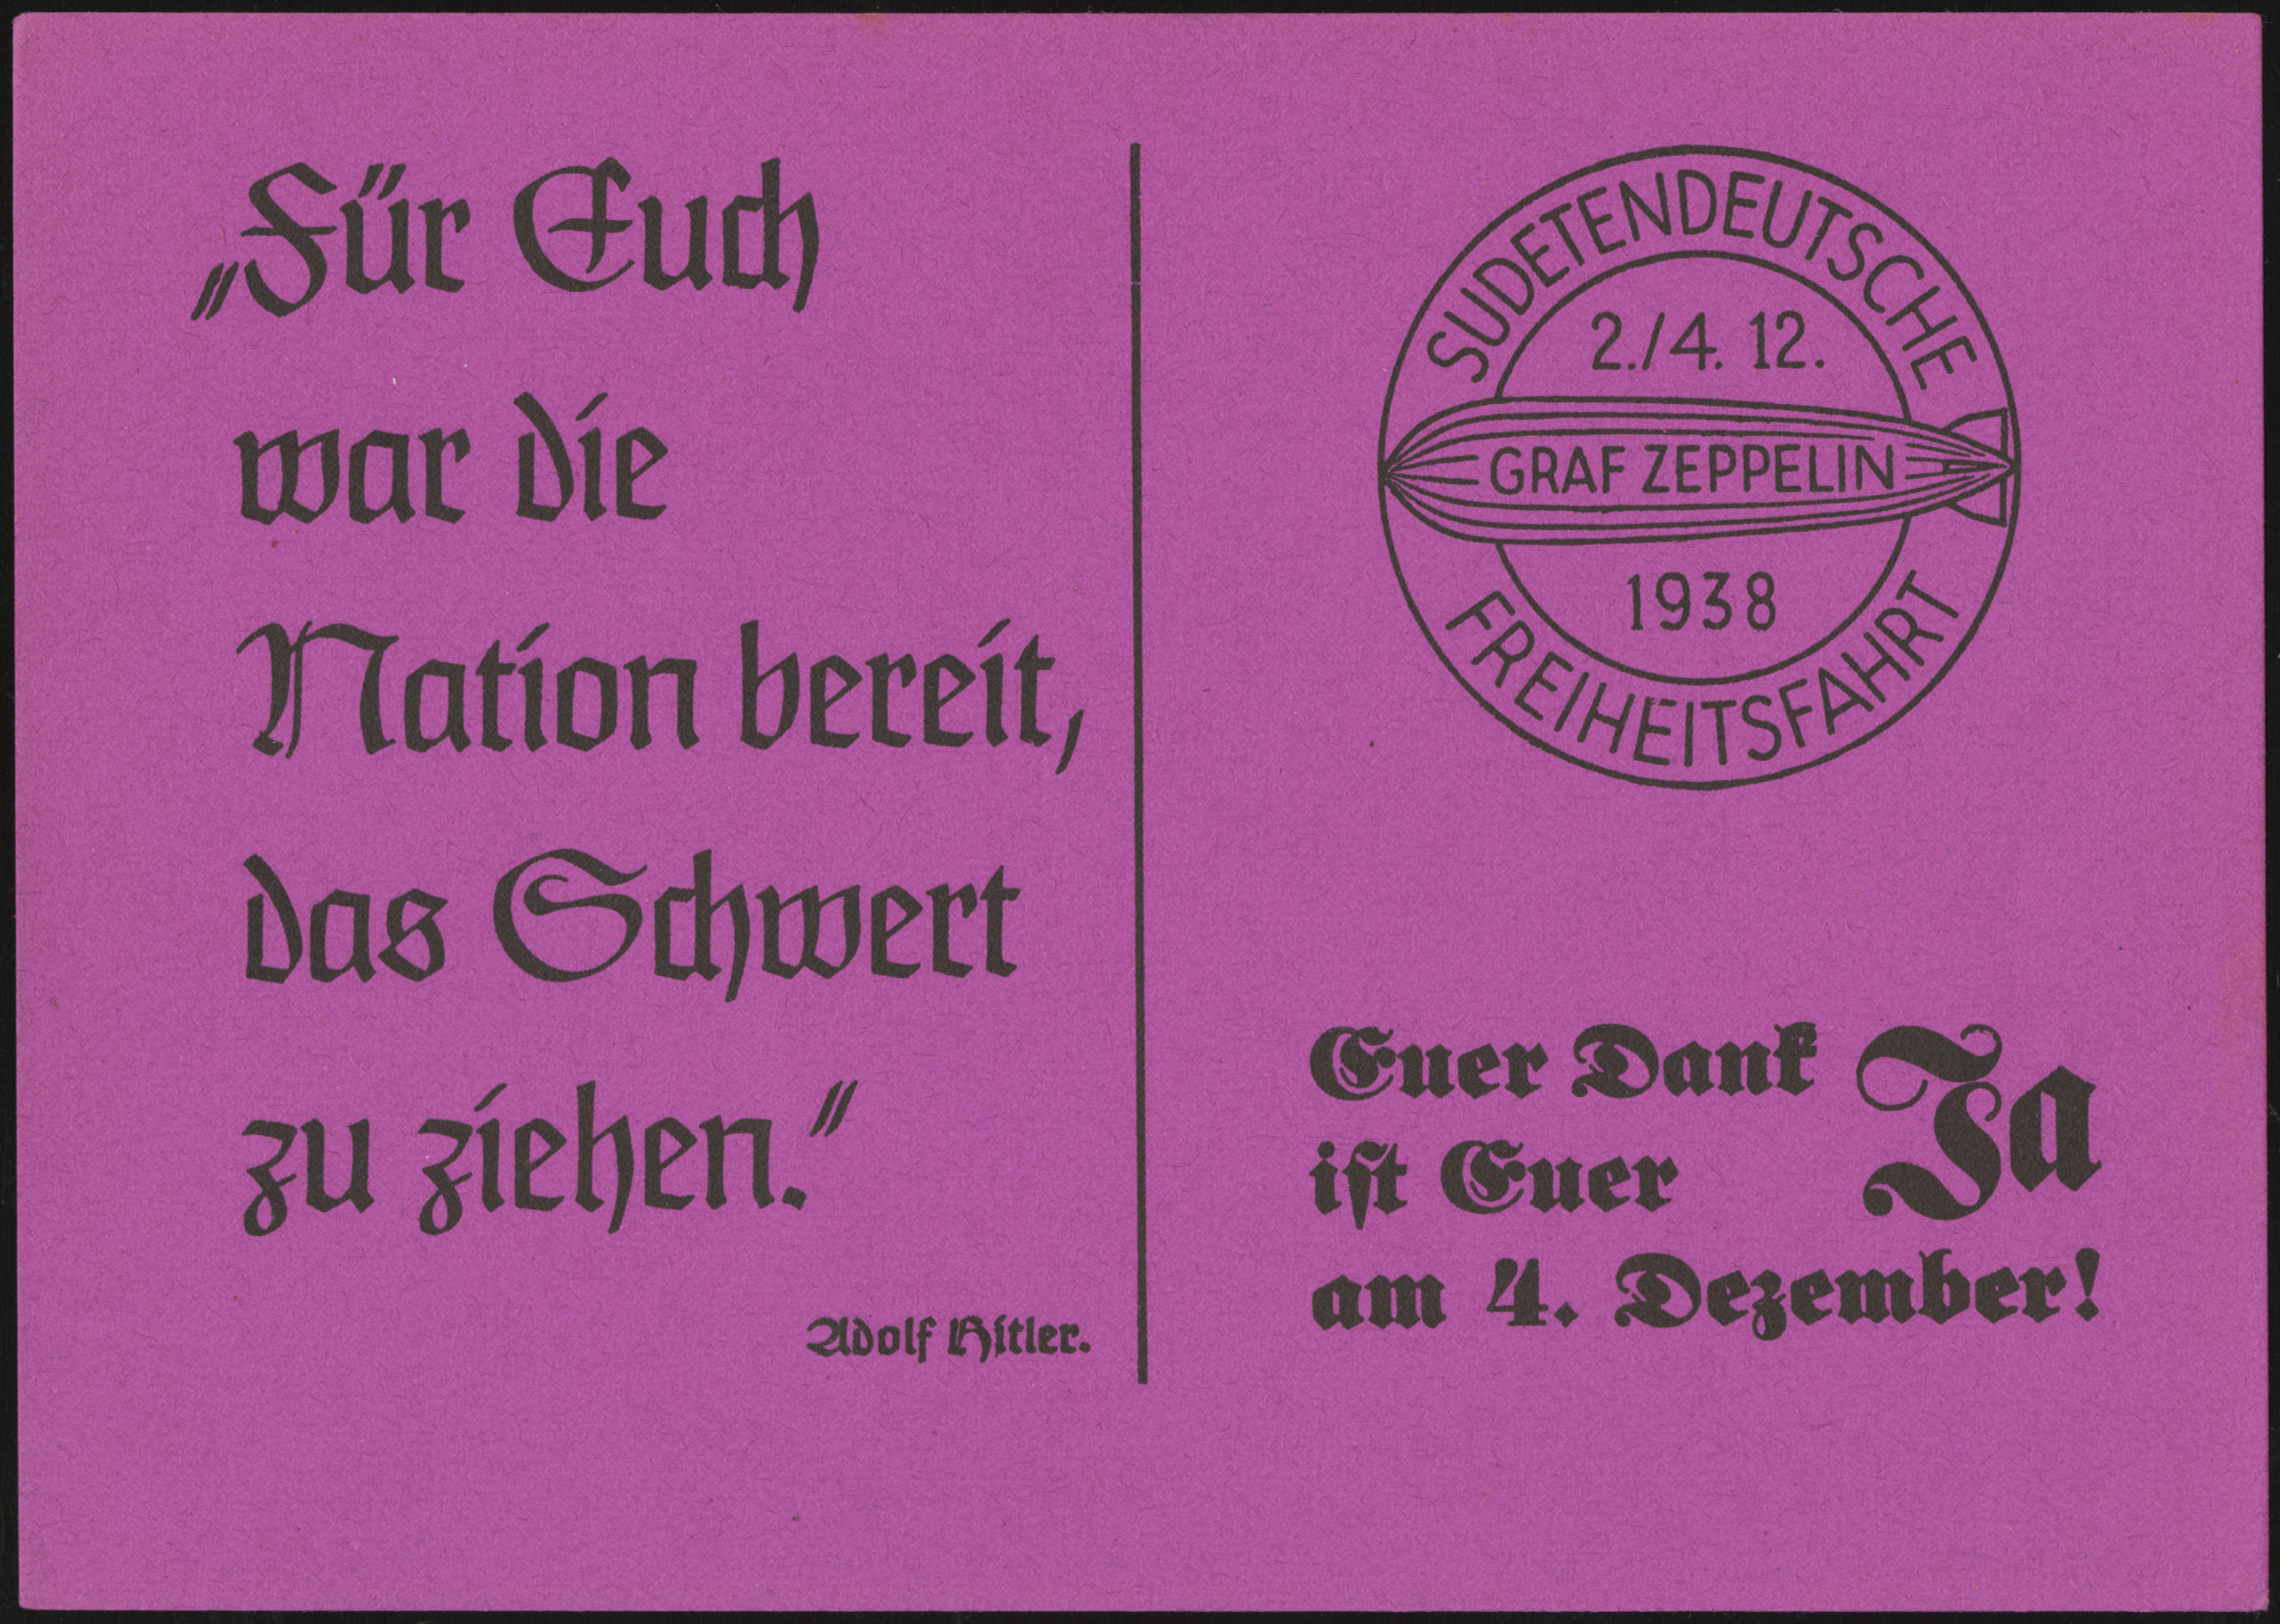 „Für Euch
war die
Nation bereit,
das Schwert
zu ziehen."
Adolf Hitler.
SUDETENDEUTSCHE
2./4. 12.
GRAF ZEPPELIN
1938
FREIHEITSFAHRT
Euer Dank Ja
ist Euer
am 4. Dezember!